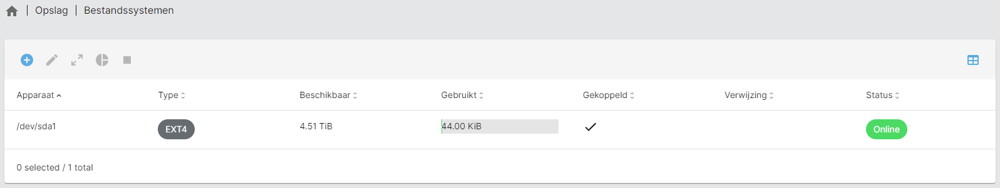 Opslag | Bestandssystemen
Apparaat Type Beschikbaar Gebruikt Gekoppeld Verwijzing Status
/dev/sda1 EXT4 4.51 TiB 44.00 KiB Online
0 selected / 1 total